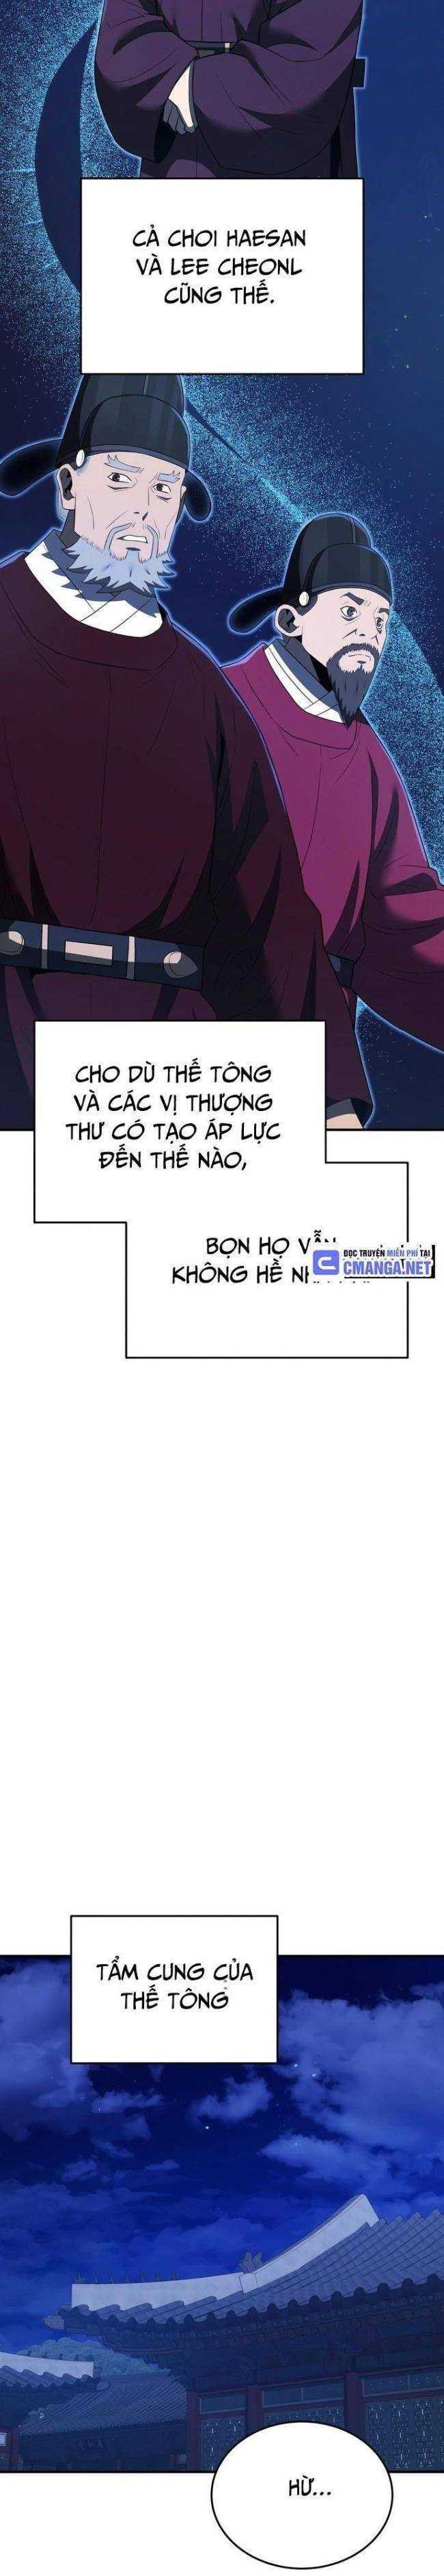 CẢ CHOI HAESAN
VÀ LEE CHEONL
CŨNG THẾ.
CHO DÙ THẾ TÔNG
VÀ CÁC VỊ THƯỢNG
THƯ CÓ TẠO ÁP LỰC
ĐẾN THẾ NÀO,
BỌN HỌ VẪN
KHÔNG HỀ
ĐỌC TRUYỆN MIỄN PHÍ TẠI
CMANGA.NET
TẨM CUNG CỦA
THẾ TÔNG
HỪ...